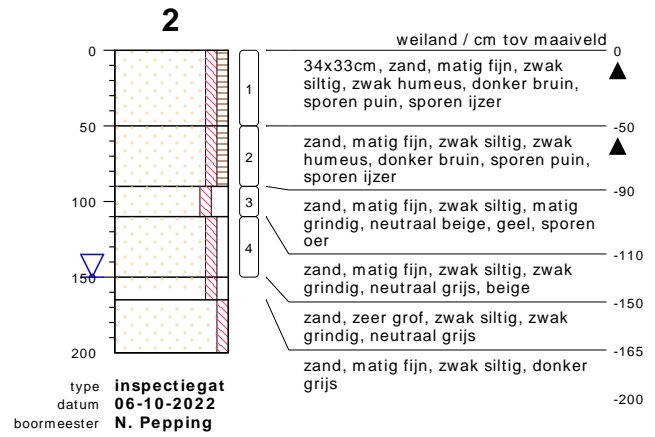 2
weiland / cm tov maaiveld
0
0
34x33cm, zand, matig fijn, zwak
siltig, zwak humeus, donker bruin,
sporen puin, sporen ijzer
1
50
-50
zand, matig fijn, zwak siltig, zwak
humeus, donker bruin, sporen puin,
sporen ijzer
2
-90
100
3
zand, matig fijn, zwak siltig, matig
grindig, neutraal beige, geel, sporen
oer
4
-110
zand, matig fijn, zwak siltig, zwak
grindig, neutraal grijs, beige
150
-150
zand, zeer grof, zwak siltig, zwak
grindig, neutraal grijs
-165
200
zand, matig fijn, zwak siltig, donker
grijs
-200
type inspectiegat
datum 06-10-2022
boormeester N. Pepping